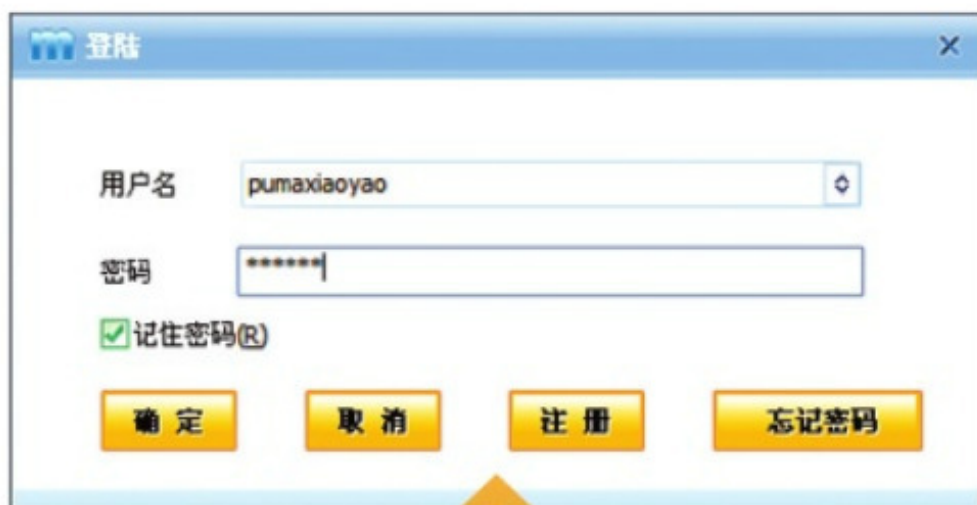 登陆
用户名 pumaxiaoyao
密码 ******
记住密码(R)
确定 取消 注册 忘记密码